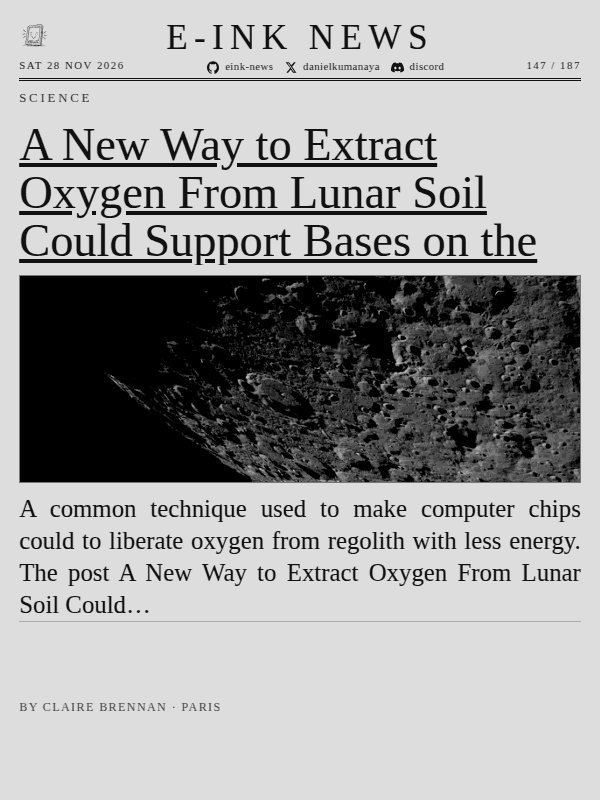 E-INK NEWS
SAT 28 NOV 2026
eink-news danielkumanaya discord
147 / 187
SCIENCE
A New Way to Extract
Oxygen From Lunar Soil
Could Support Bases on the
A common technique used to make computer chips
could to liberate oxygen from regolith with less energy.
The post A New Way to Extract Oxygen From Lunar
Soil Could…
BY CLAIRE BRENNAN · PARIS